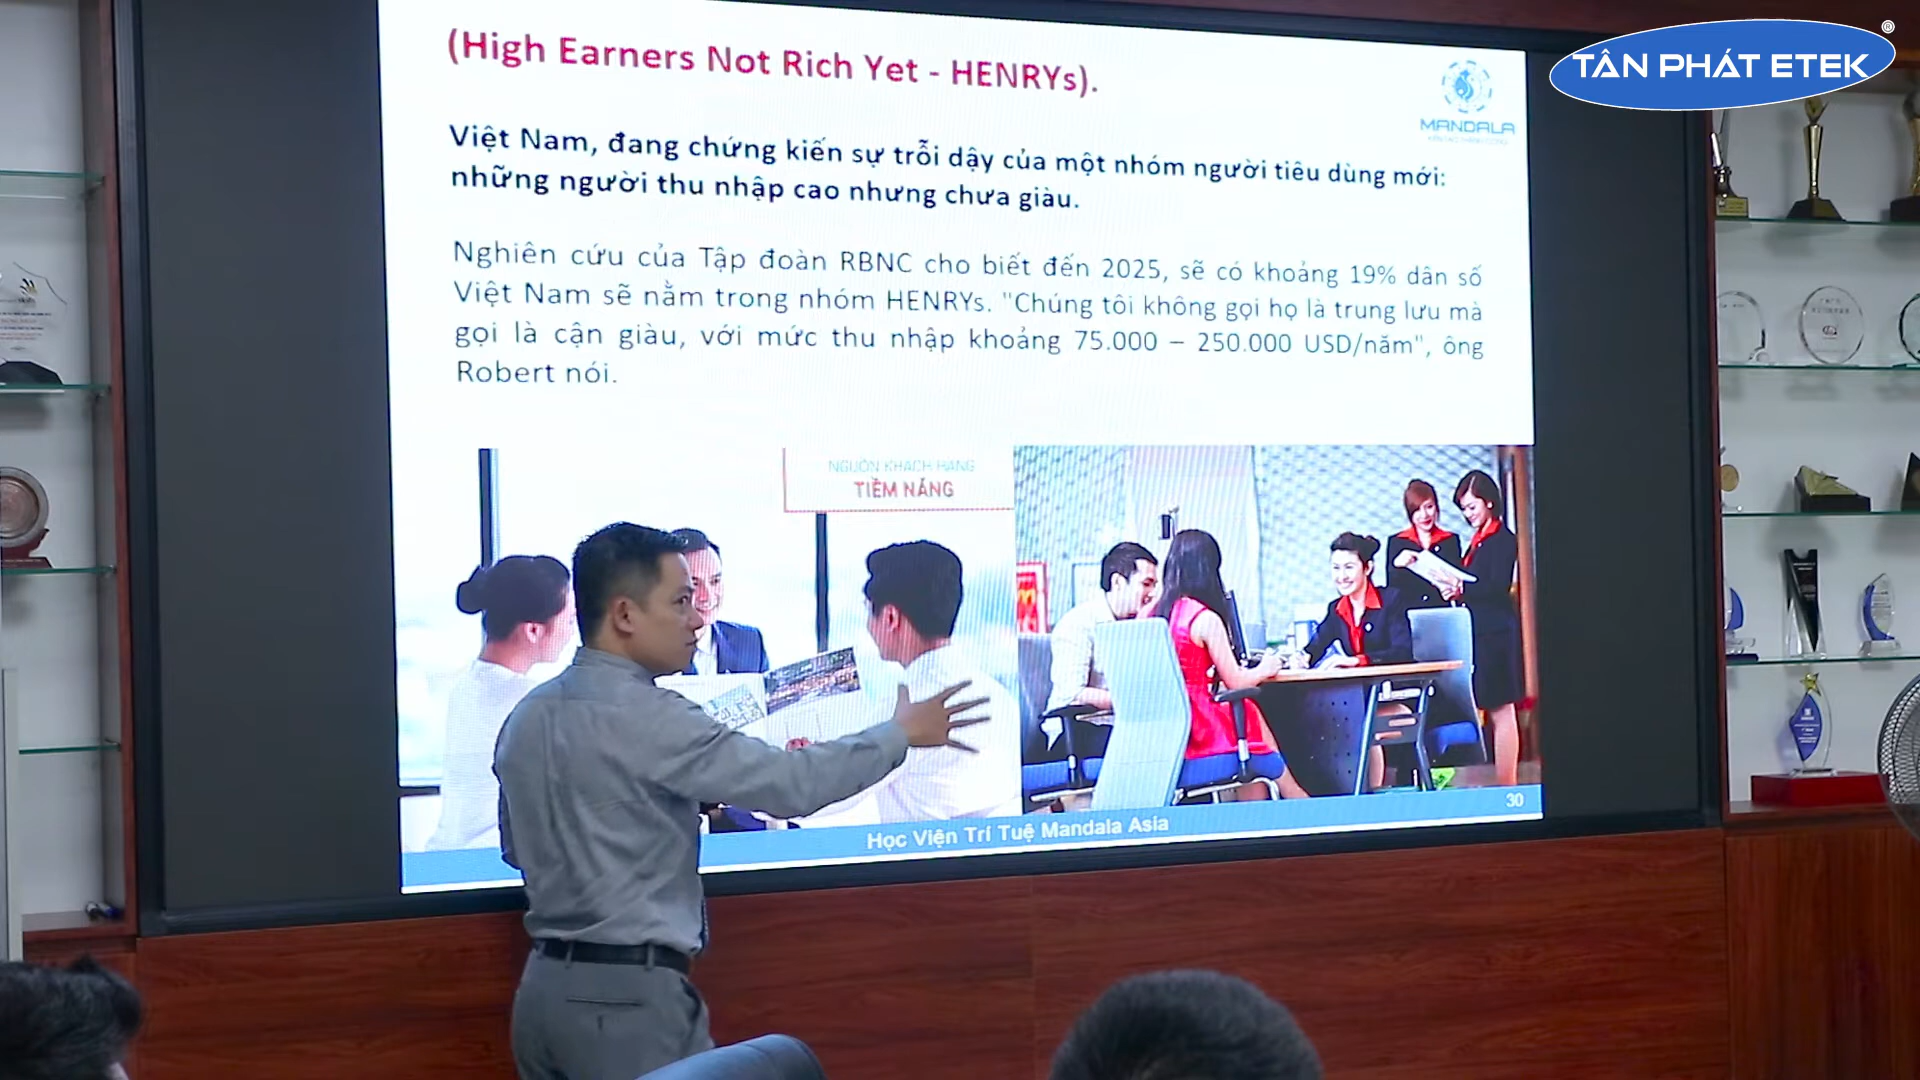 TÂN PHÁT ETEK
®
(High Earners Not Rich Yet - HENRYs).
MANDALA
Việt Nam, đang chứng kiến sự trỗi dậy của một nhóm người tiêu dùng mới:
những người thu nhập cao nhưng chưa giàu.
Nghiên cứu của Tập đoàn RBNC cho biết đến 2025, sẽ có khoảng 19% dân số
Việt Nam sẽ nằm trong nhóm HENRYs. "Chúng tôi không gọi họ là trung lưu mà
gọi là cận giàu, với mức thu nhập khoảng 75.000 – 250.000 USD/năm", ông
Robert nói.
NGUỒN KHÁCH HÀNG
TIỀM NĂNG
30
Học Viện Trí Tuệ Mandala Asia